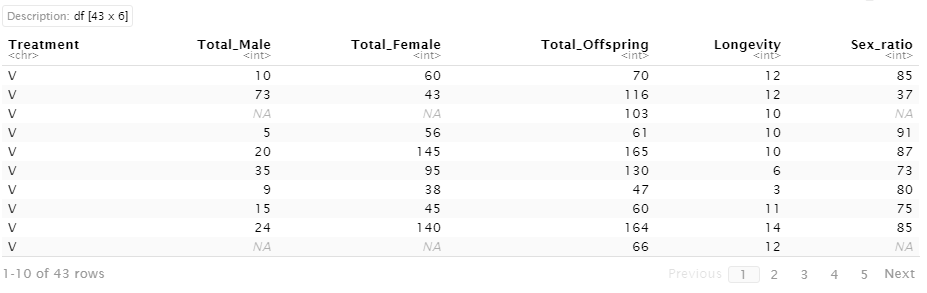 Description: df [43 x 6]
Treatment Total_Male Total_Female Total_Offspring Longevity Sex_ratio
<chr> <int> <int> <int> <int> <int>
V 10 60 70 12 85
V 73 43 116 12 37
V NA NA 103 10 NA
V 5 56 61 10 91
V 20 145 165 10 87
V 35 95 130 6 73
V 9 38 47 3 80
V 15 45 60 11 75
V 24 140 164 14 85
V NA NA 66 12 NA
1-10 of 43 rows Previous 1 2 3 4 5 Next